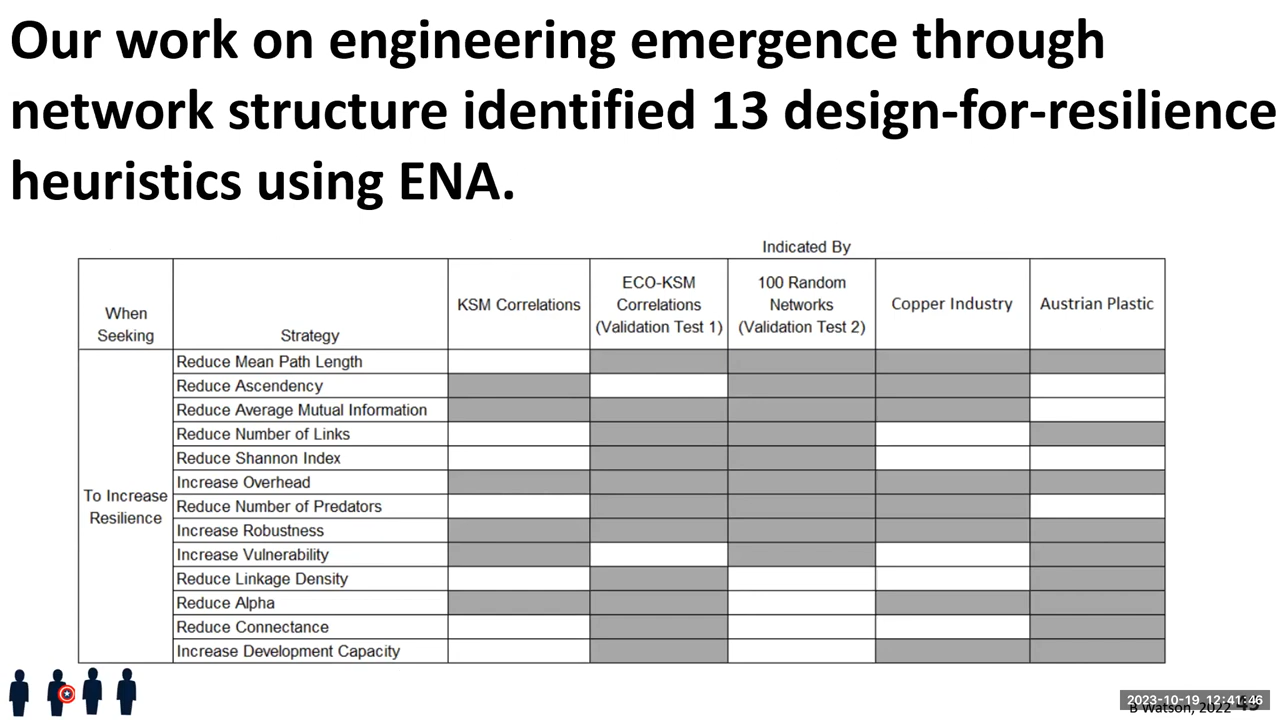 Our work on engineering emergence through
network structure identified 13 design-for-resilience
heuristics using ENA.
Indicated By
When
Seeking
Strategy
KSM Correlations
ECO-KSM
Correlations
(Validation Test 1)
100 Random
Networks
(Validation Test 2)
Copper Industry
Austrian Plastic
To Increase
Resilience
Reduce Mean Path Length
Reduce Ascendency
Reduce Average Mutual Information
Reduce Number of Links
Reduce Shannon Index
Increase Overhead
Reduce Number of Predators
Increase Robustness
Increase Vulnerability
Reduce Linkage Density
Reduce Alpha
Reduce Connectance
Increase Development Capacity
2023-10-19 12:41:46
B Watson, 2022